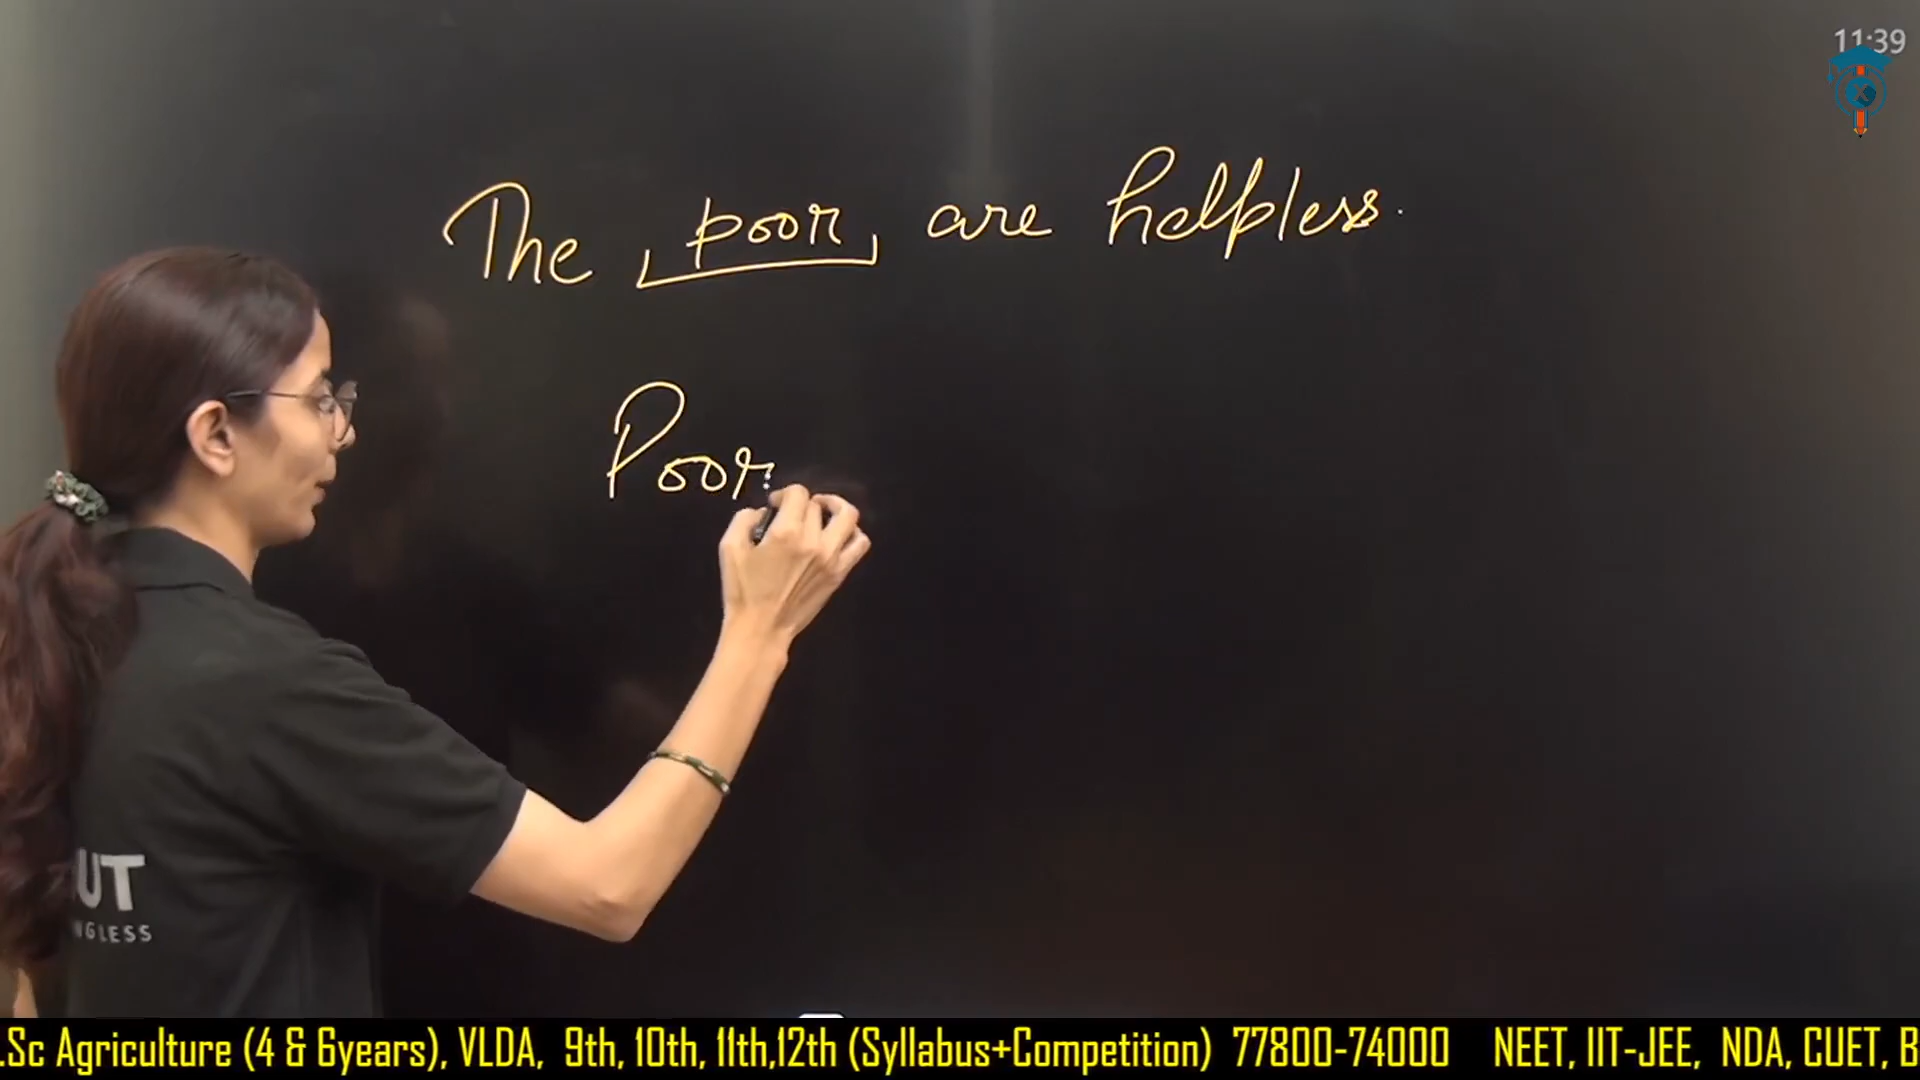 11:39
The poor are helpless.
Poor
UT
NGLESS
.Sc Agriculture (4 & 6years), VLDA, 9th, 10th, 11th,12th (Syllabus+Competition) 77800-74000 NEET, IIT-JEE, NDA, CUET, B